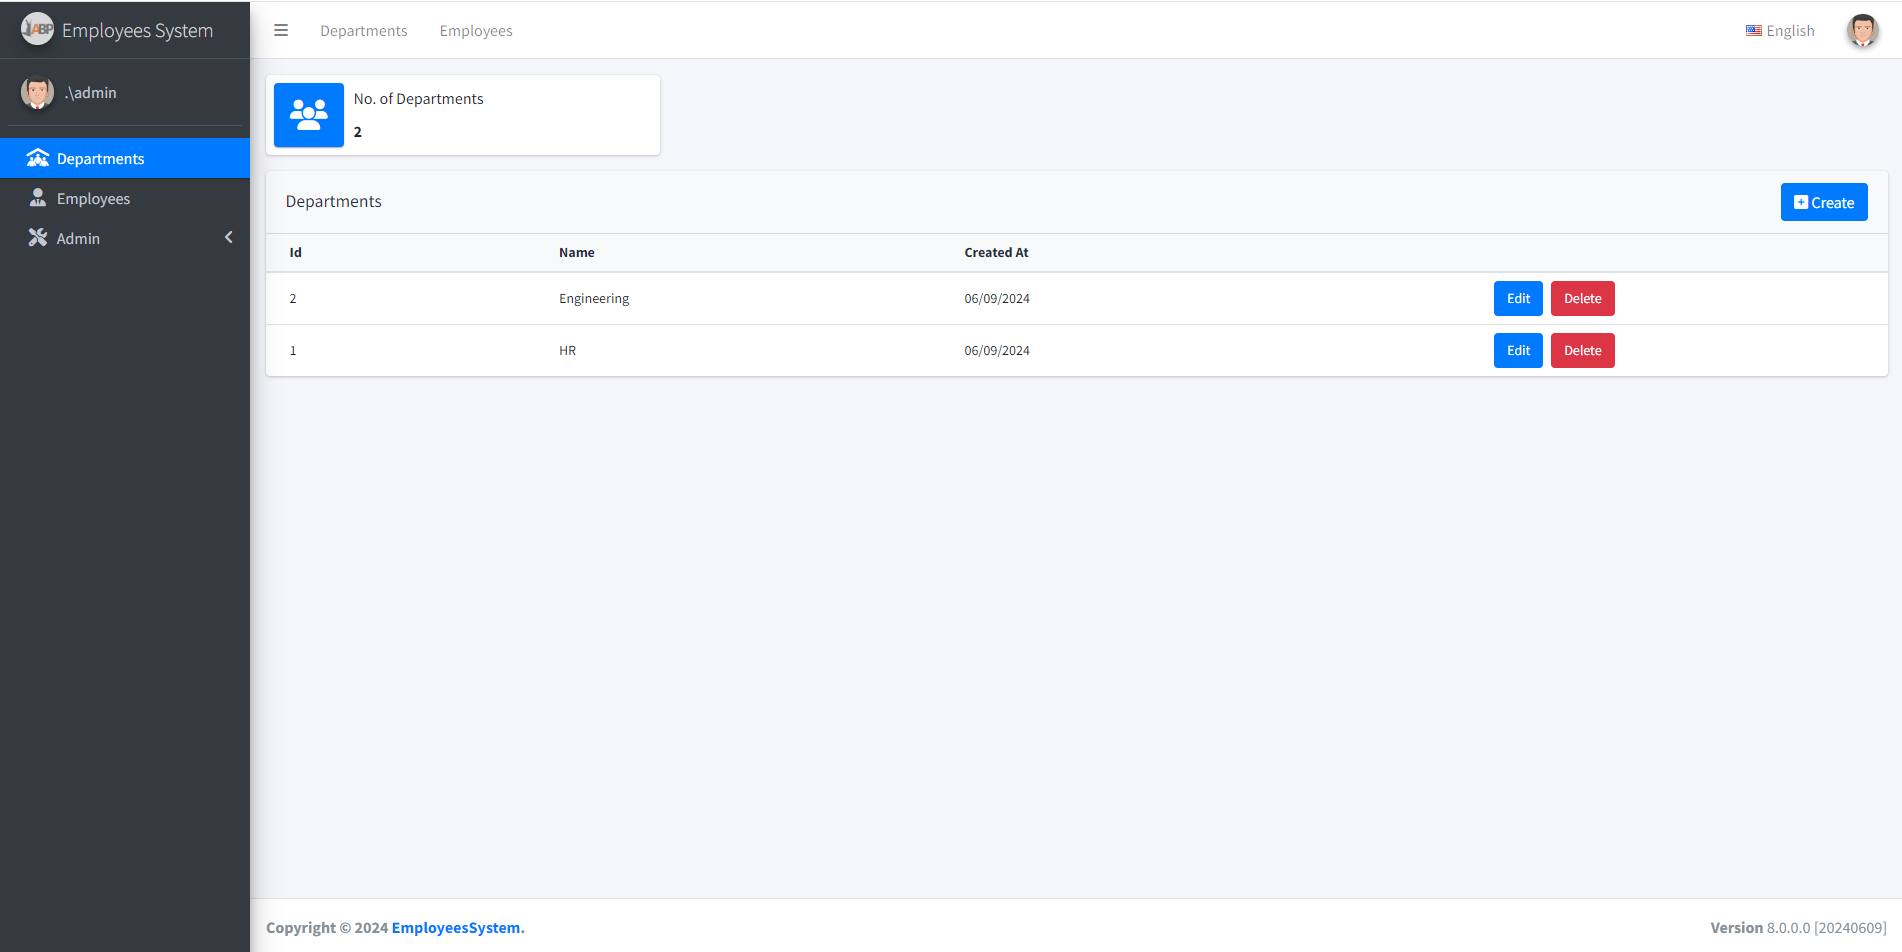 ABP Employees System
Departments Employees English
.\admin
Departments
Employees
Admin
No. of Departments
2
Departments Create
Id Name Created At
2 Engineering 06/09/2024 Edit Delete
1 HR 06/09/2024 Edit Delete
Copyright © 2024 EmployeesSystem. Version 8.0.0.0 [20240609]